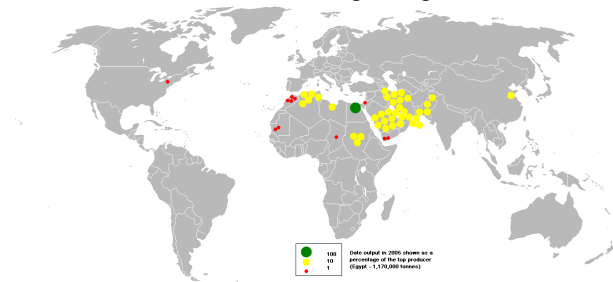 100
10
1
Date output in 2005 shown as a
percentage of the top producer
(Egypt - 1,170,000 tonnes)